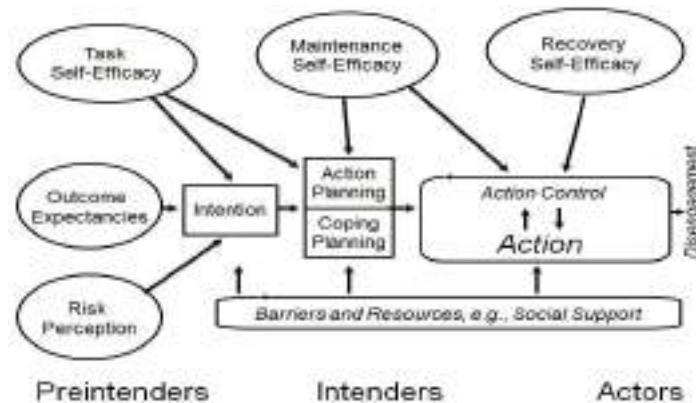 Task
Self-Efficacy
Maintenance
Self-Efficacy
Recovery
Self-Efficacy
Outcome
Expectancies
Intention
Action
Planning
Coping
Planning
Action Control
Action
Disengagement
Risk
Perception
Barriers and Resources, e.g., Social Support
Preintenders
Intenders
Actors